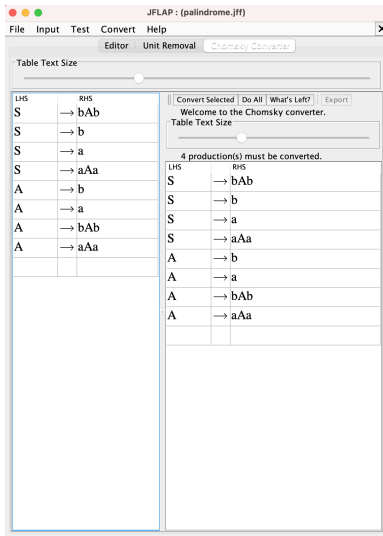 JFLAP : (palindrome.jff)
File Input Test Convert Help ×
Editor Unit Removal Chomsky Converter
Table Text Size
LHS RHS
S → bAb
S → b
S → a
S → aAa
A → b
A → a
A → bAb
A → aAa
Convert Selected Do All What's Left? Export
Welcome to the Chomsky converter.
Table Text Size
4 production(s) must be converted.
LHS RHS
S → bAb
S → b
S → a
S → aAa
A → b
A → a
A → bAb
A → aAa